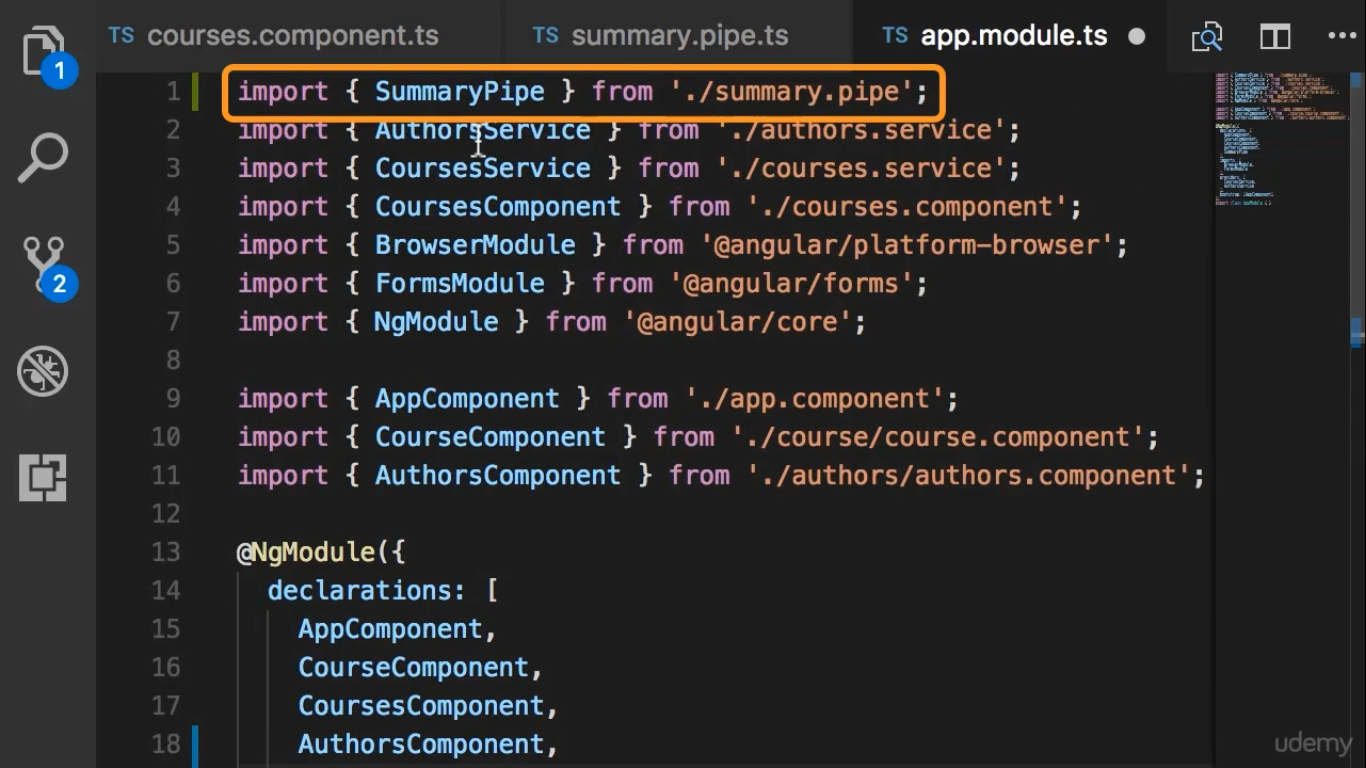 TS courses.component.ts TS summary.pipe.ts TS app.module.ts
1
2
1 import { SummaryPipe } from './summary.pipe';
2 import { AuthorsService } from './authors.service';
3 import { CoursesService } from './courses.service';
4 import { CoursesComponent } from './courses.component';
5 import { BrowserModule } from '@angular/platform-browser';
6 import { FormsModule } from '@angular/forms';
7 import { NgModule } from '@angular/core';
8
9 import { AppComponent } from './app.component';
10 import { CourseComponent } from './course/course.component';
11 import { AuthorsComponent } from './authors/authors.component';
12
13 @NgModule({
14 declarations: [
15 AppComponent,
16 CourseComponent,
17 CoursesComponent,
18 AuthorsComponent,
udemy